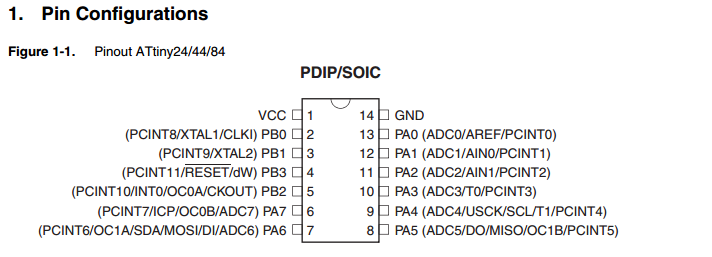 1. Pin Configurations
Figure 1-1. Pinout ATtiny24/44/84
PDIP/SOIC
VCC 1 14 GND
(PCINT8/XTAL1/CLKI) PB0 2 13 PA0 (ADC0/AREF/PCINT0)
(PCINT9/XTAL2) PB1 3 12 PA1 (ADC1/AIN0/PCINT1)
(PCINT11/RESET/dW) PB3 4 11 PA2 (ADC2/AIN1/PCINT2)
(PCINT10/INT0/OC0A/CKOUT) PB2 5 10 PA3 (ADC3/T0/PCINT3)
(PCINT7/ICP/OC0B/ADC7) PA7 6 9 PA4 (ADC4/USCK/SCL/T1/PCINT4)
(PCINT6/OC1A/SDA/MOSI/DI/ADC6) PA6 7 8 PA5 (ADC5/DO/MISO/OC1B/PCINT5)